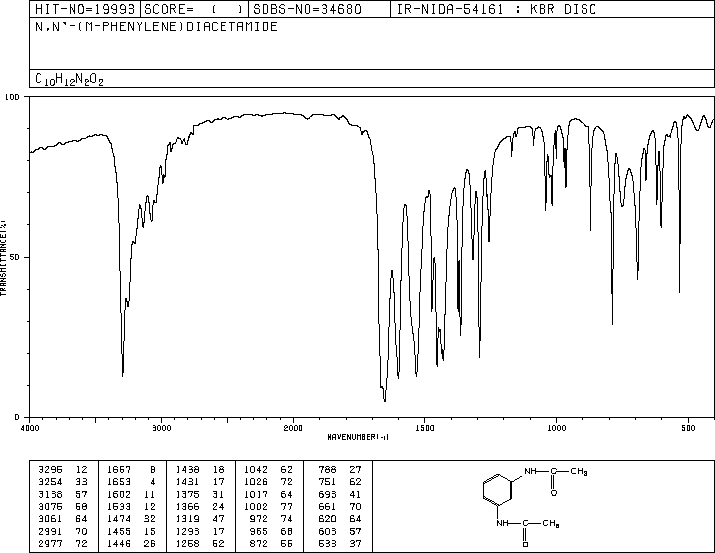 HIT-NO=19993 SCORE= ( ) SDBS-NO=34680 IR-NIDA-54161 : KBR DISC
N,N'-(M-PHENYLENE)DIACETAMIDE
C10H12N2O2
100
50
0
TRANSMITTANCE(%)
4000 3000 2000 1500 1000 500
WAVENUMBER(-1)
3295 12 1667 8 1438 18 1042 62 788 27
3254 33 1653 4 1431 17 1026 72 751 62
3138 57 1602 11 1375 31 1017 64 693 41
3075 58 1533 12 1366 24 1002 77 661 70
3061 64 1474 32 1319 47 972 74 620 64
2991 70 1455 15 1293 17 965 68 603 57
2977 72 1446 26 1258 52 872 55 533 37
NH C CH3
O
NH C CH3
O